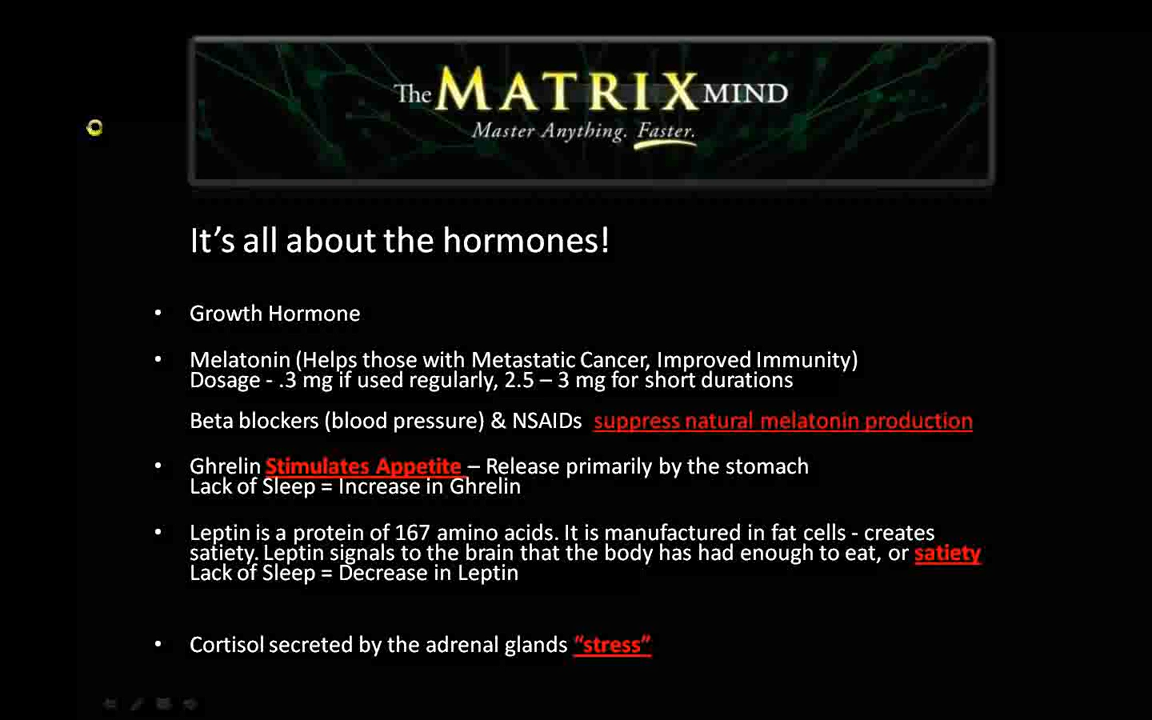 The MATRIX MIND
Master Anything. Faster.
It's all about the hormones!
• Growth Hormone
• Melatonin (Helps those with Metastatic Cancer, Improved Immunity)
Dosage - .3 mg if used regularly, 2.5 – 3 mg for short durations
Beta blockers (blood pressure) & NSAIDs suppress natural melatonin production
• Ghrelin Stimulates Appetite – Release primarily by the stomach
Lack of Sleep = Increase in Ghrelin
• Leptin is a protein of 167 amino acids. It is manufactured in fat cells - creates
satiety. Leptin signals to the brain that the body has had enough to eat, or satiety
Lack of Sleep = Decrease in Leptin
• Cortisol secreted by the adrenal glands “stress”